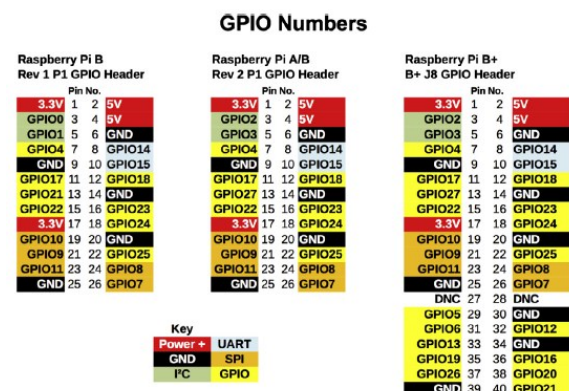 GPIO Numbers
Raspberry Pi B
Rev 1 P1 GPIO Header
Pin No.
3.3V 1 2 5V
GPIO0 3 4 5V
GPIO1 5 6 GND
GPIO4 7 8 GPIO14
GND 9 10 GPIO15
GPIO17 11 12 GPIO18
GPIO21 13 14 GND
GPIO22 15 16 GPIO23
3.3V 17 18 GPIO24
GPIO10 19 20 GND
GPIO9 21 22 GPIO25
GPIO11 23 24 GPIO8
GND 25 26 GPIO7
Raspberry Pi A/B
Rev 2 P1 GPIO Header
Pin No.
3.3V 1 2 5V
GPIO2 3 4 5V
GPIO3 5 6 GND
GPIO4 7 8 GPIO14
GND 9 10 GPIO15
GPIO17 11 12 GPIO18
GPIO27 13 14 GND
GPIO22 15 16 GPIO23
3.3V 17 18 GPIO24
GPIO10 19 20 GND
GPIO9 21 22 GPIO25
GPIO11 23 24 GPIO8
GND 25 26 GPIO7
Raspberry Pi B+
B+ J8 GPIO Header
Pin No.
3.3V 1 2 5V
GPIO2 3 4 5V
GPIO3 5 6 GND
GPIO4 7 8 GPIO14
GND 9 10 GPIO15
GPIO17 11 12 GPIO18
GPIO27 13 14 GND
GPIO22 15 16 GPIO23
3.3V 17 18 GPIO24
GPIO10 19 20 GND
GPIO9 21 22 GPIO25
GPIO11 23 24 GPIO8
GND 25 26 GPIO7
DNC 27 28 DNC
GPIO5 29 30 GND
GPIO6 31 32 GPIO12
GPIO13 33 34 GND
GPIO19 35 36 GPIO16
GPIO26 37 38 GPIO20
GND 39 40 GPIO21
Key
Power + UART
GND SPI
I²C GPIO